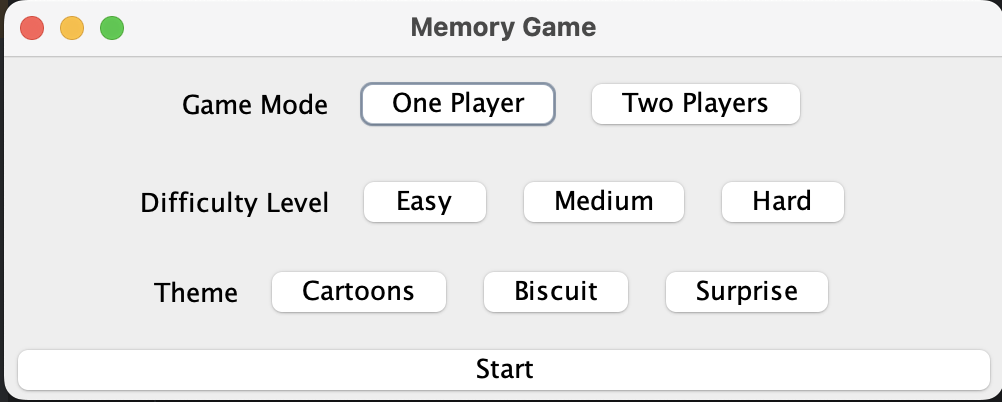 Memory Game
Game Mode One Player Two Players
Difficulty Level Easy Medium Hard
Theme Cartoons Biscuit Surprise
Start